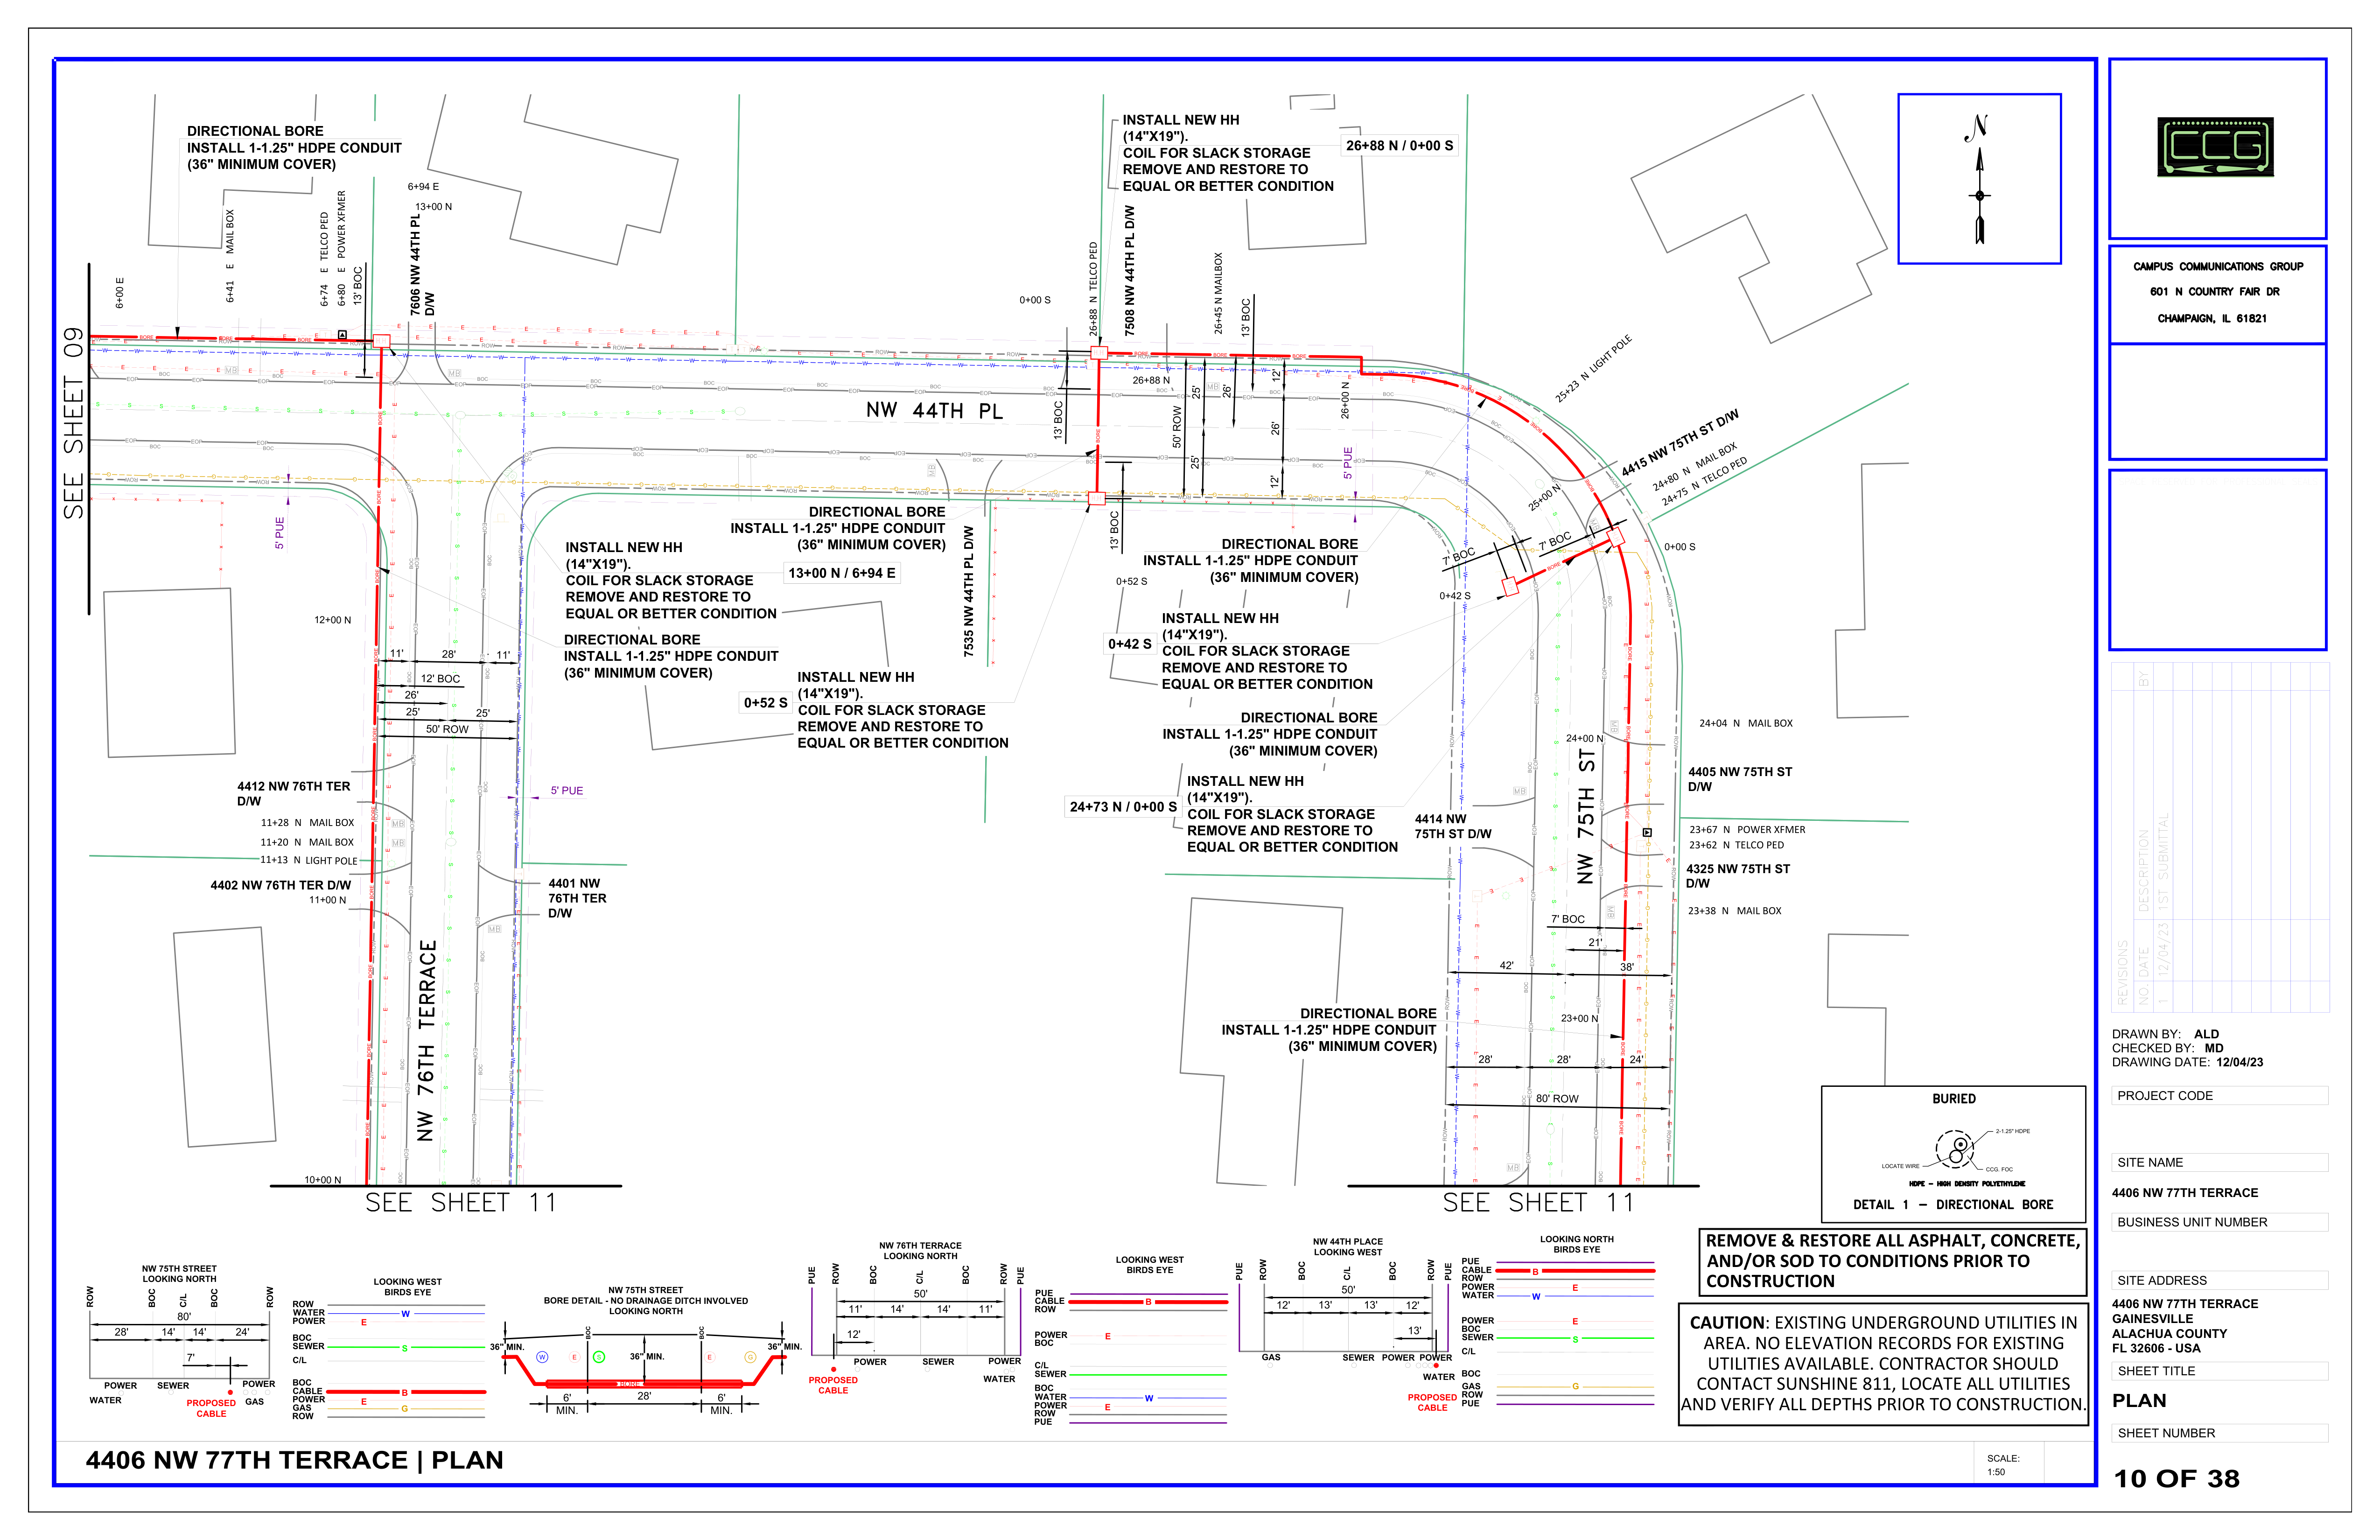 DIRECTIONAL BORE
INSTALL 1-1.25" HDPE CONDUIT
(36" MINIMUM COVER)
6+00 E
6+41 E MAIL BOX
6+74 E TELCO PED
6+80 E POWER XFMER
13' BOC
6+94 E
13+00 N
7606 NW 44TH PL
D/W
SEE SHEET 09
INSTALL NEW HH
(14"X19").
COIL FOR SLACK STORAGE
REMOVE AND RESTORE TO
EQUAL OR BETTER CONDITION
26+88 N / 0+00 S
0+00 S
26+88 N TELCO PED
7508 NW 44TH PL D/W
26+45 N MAILBOX
13' BOC
26+88 N
NW 44TH PL
13' BOC
50' ROW
25'
25'
26'
12'
26'
12'
26+00 N
5' PUE
5' PUE
13' BOC
N
25+23 N LIGHT POLE
4415 NW 75TH ST D/W
24+80 N MAIL BOX
24+75 N TELCO PED
25+00 N
0+00 S
7' BOC
7' BOC
0+42 S
0+52 S
DIRECTIONAL BORE
INSTALL 1-1.25" HDPE CONDUIT
(36" MINIMUM COVER)
7535 NW 44TH PL D/W
INSTALL NEW HH
(14"X19").
COIL FOR SLACK STORAGE
REMOVE AND RESTORE TO
EQUAL OR BETTER CONDITION
13+00 N / 6+94 E
DIRECTIONAL BORE
INSTALL 1-1.25" HDPE CONDUIT
(36" MINIMUM COVER)
INSTALL NEW HH
(14"X19").
COIL FOR SLACK STORAGE
REMOVE AND RESTORE TO
EQUAL OR BETTER CONDITION
0+52 S
DIRECTIONAL BORE
INSTALL 1-1.25" HDPE CONDUIT
(36" MINIMUM COVER)
INSTALL NEW HH
(14"X19").
COIL FOR SLACK STORAGE
REMOVE AND RESTORE TO
EQUAL OR BETTER CONDITION
0+42 S
DIRECTIONAL BORE
INSTALL 1-1.25" HDPE CONDUIT
(36" MINIMUM COVER)
INSTALL NEW HH
(14"X19").
COIL FOR SLACK STORAGE
REMOVE AND RESTORE TO
EQUAL OR BETTER CONDITION
24+73 N / 0+00 S
12+00 N
11'
28'
11'
12' BOC
26'
25'
25'
50' ROW
5' PUE
4412 NW 76TH TER
D/W
11+28 N MAIL BOX
11+20 N MAIL BOX
11+13 N LIGHT POLE
4402 NW 76TH TER D/W
11+00 N
4401 NW
76TH TER
D/W
NW 76TH TERRACE
10+00 N
SEE SHEET 11
4414 NW
75TH ST D/W
24+00 N
NW 75TH ST
24+04 N MAIL BOX
4405 NW 75TH ST
D/W
23+67 N POWER XFMER
23+62 N TELCO PED
4325 NW 75TH ST
D/W
23+38 N MAIL BOX
7' BOC
21'
42'
38'
DIRECTIONAL BORE
INSTALL 1-1.25" HDPE CONDUIT
(36" MINIMUM COVER)
23+00 N
28'
28'
24'
80' ROW
SEE SHEET 11
BURIED
2-1.25" HDPE
LOCATE WIRE
CCG. FOC
HDPE - HIGH DENSITY POLYETHYLENE
DETAIL 1 - DIRECTIONAL BORE
NW 75TH STREET
LOOKING NORTH
ROW
BOC
C/L
BOC
ROW
80'
28'
14'
14'
24'
7'
POWER
SEWER
POWER
WATER
PROPOSED
CABLE
GAS
LOOKING WEST
BIRDS EYE
ROW
WATER W
POWER E
BOC
SEWER S
C/L
BOC
CABLE B
POWER E
GAS G
ROW
NW 75TH STREET
BORE DETAIL - NO DRAINAGE DITCH INVOLVED
LOOKING NORTH
BOC
BOC
36" MIN.
36" MIN.
36" MIN.
W
E
S
E
G
BORE
6'
MIN.
28'
6'
MIN.
NW 76TH TERRACE
LOOKING NORTH
PUE
ROW
BOC
C/L
BOC
ROW
PUE
50'
11'
14'
14'
11'
12'
POWER
SEWER
POWER
WATER
PROPOSED
CABLE
LOOKING WEST
BIRDS EYE
PUE
CABLE B
ROW
POWER E
BOC
C/L
SEWER
BOC
WATER W
POWER E
ROW
PUE
NW 44TH PLACE
LOOKING WEST
PUE
ROW
BOC
C/L
BOC
ROW
PUE
50'
12'
13'
13'
12'
13'
GAS
SEWER
POWER
POWER
WATER
PROPOSED
CABLE
LOOKING NORTH
BIRDS EYE
PUE
CABLE B
ROW
POWER E
WATER W
POWER E
BOC
SEWER S
C/L
BOC
GAS G
ROW
PUE
REMOVE & RESTORE ALL ASPHALT, CONCRETE,
AND/OR SOD TO CONDITIONS PRIOR TO
CONSTRUCTION
CAUTION: EXISTING UNDERGROUND UTILITIES IN
AREA. NO ELEVATION RECORDS FOR EXISTING
UTILITIES AVAILABLE. CONTRACTOR SHOULD
CONTACT SUNSHINE 811, LOCATE ALL UTILITIES
AND VERIFY ALL DEPTHS PRIOR TO CONSTRUCTION.
4406 NW 77TH TERRACE | PLAN
SCALE:
1:50
CCG
CAMPUS COMMUNICATIONS GROUP
601 N COUNTRY FAIR DR
CHAMPAIGN, IL 61821
REVISIONS
NO. DATE DESCRIPTION BY
1 12/04/23 1ST SUBMITTAL
DRAWN BY: ALD
CHECKED BY: MD
DRAWING DATE: 12/04/23
PROJECT CODE
SITE NAME
4406 NW 77TH TERRACE
BUSINESS UNIT NUMBER
SITE ADDRESS
4406 NW 77TH TERRACE
GAINESVILLE
ALACHUA COUNTY
FL 32606 - USA
SHEET TITLE
PLAN
SHEET NUMBER
10 OF 38